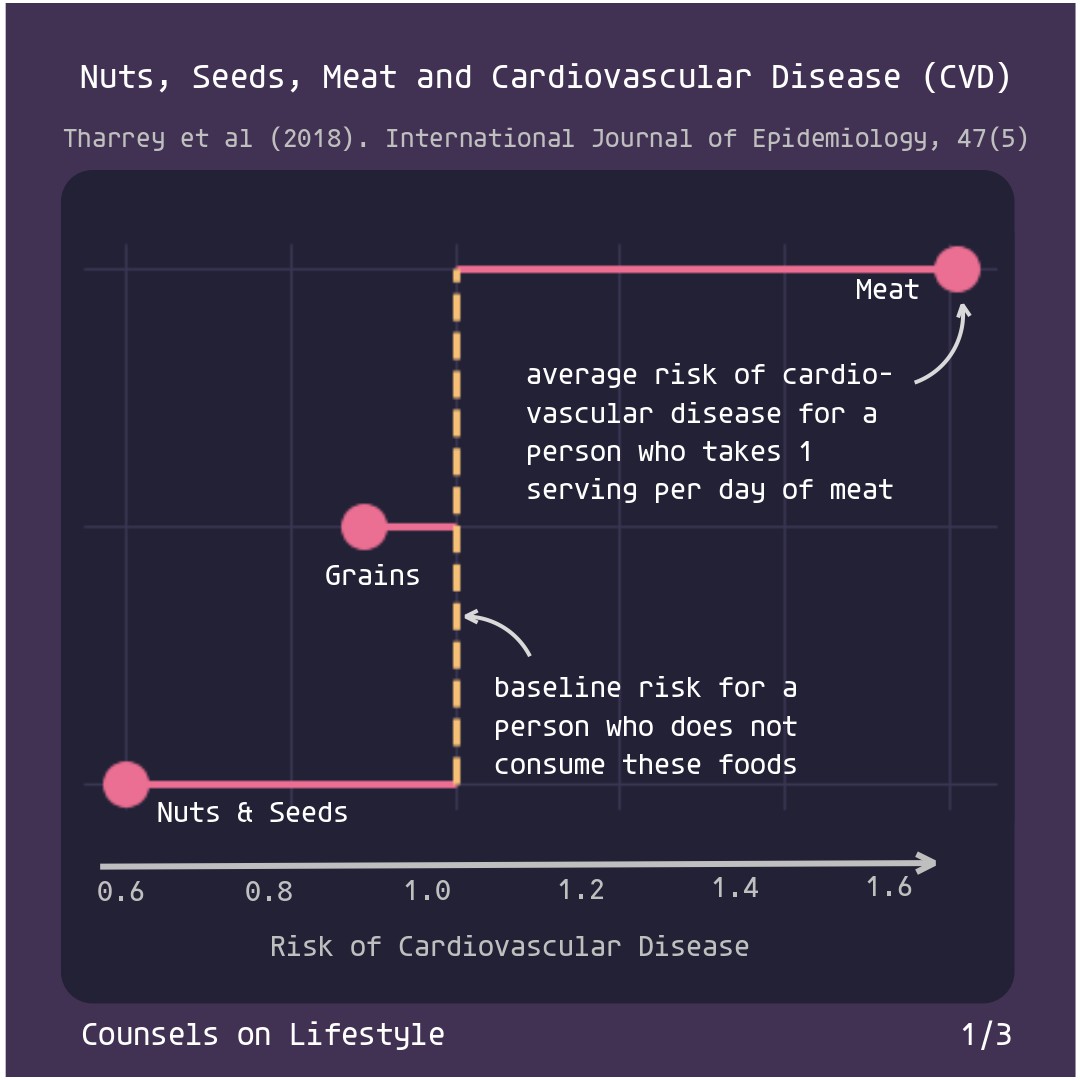 Nuts, Seeds, Meat and Cardiovascular Disease (CVD)
Tharrey et al (2018). International Journal of Epidemiology, 47(5)
Meat
average risk of cardio-
vascular disease for a
person who takes 1
serving per day of meat
Grains
baseline risk for a
person who does not
consume these foods
Nuts & Seeds
0.6 0.8 1.0 1.2 1.4 1.6
Risk of Cardiovascular Disease
Counsels on Lifestyle 1/3